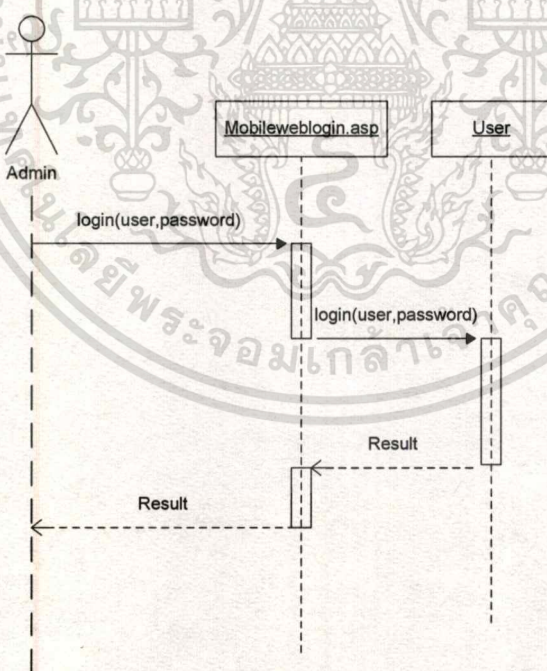 Mobileweblogin.asp
User
Admin
login(user,password)
login(user,password)
Result
Result